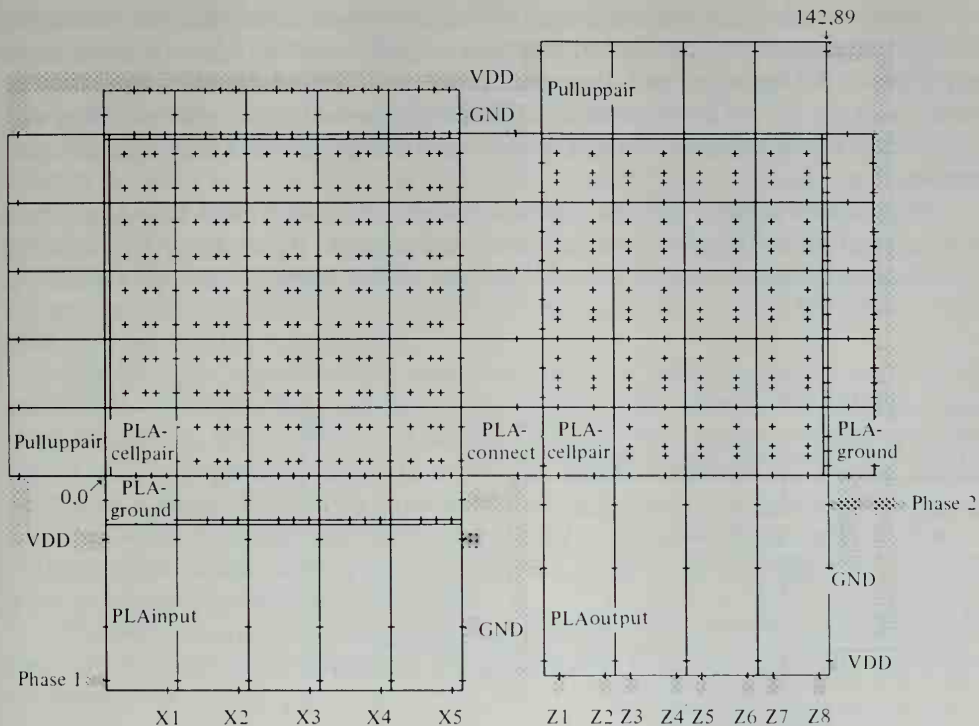 142,89
VDD
Pulluppair
GND
Pulluppair
PLA-
cellpair
PLA-
connect
PLA-
cellpair
PLA-
ground
0,0
PLA-
ground
Phase 2
VDD
GND
PLAinput
GND
PLAoutput
VDD
Phase 1
X1 X2 X3 X4 X5 Z1 Z2 Z3 Z4 Z5 Z6 Z7 Z8